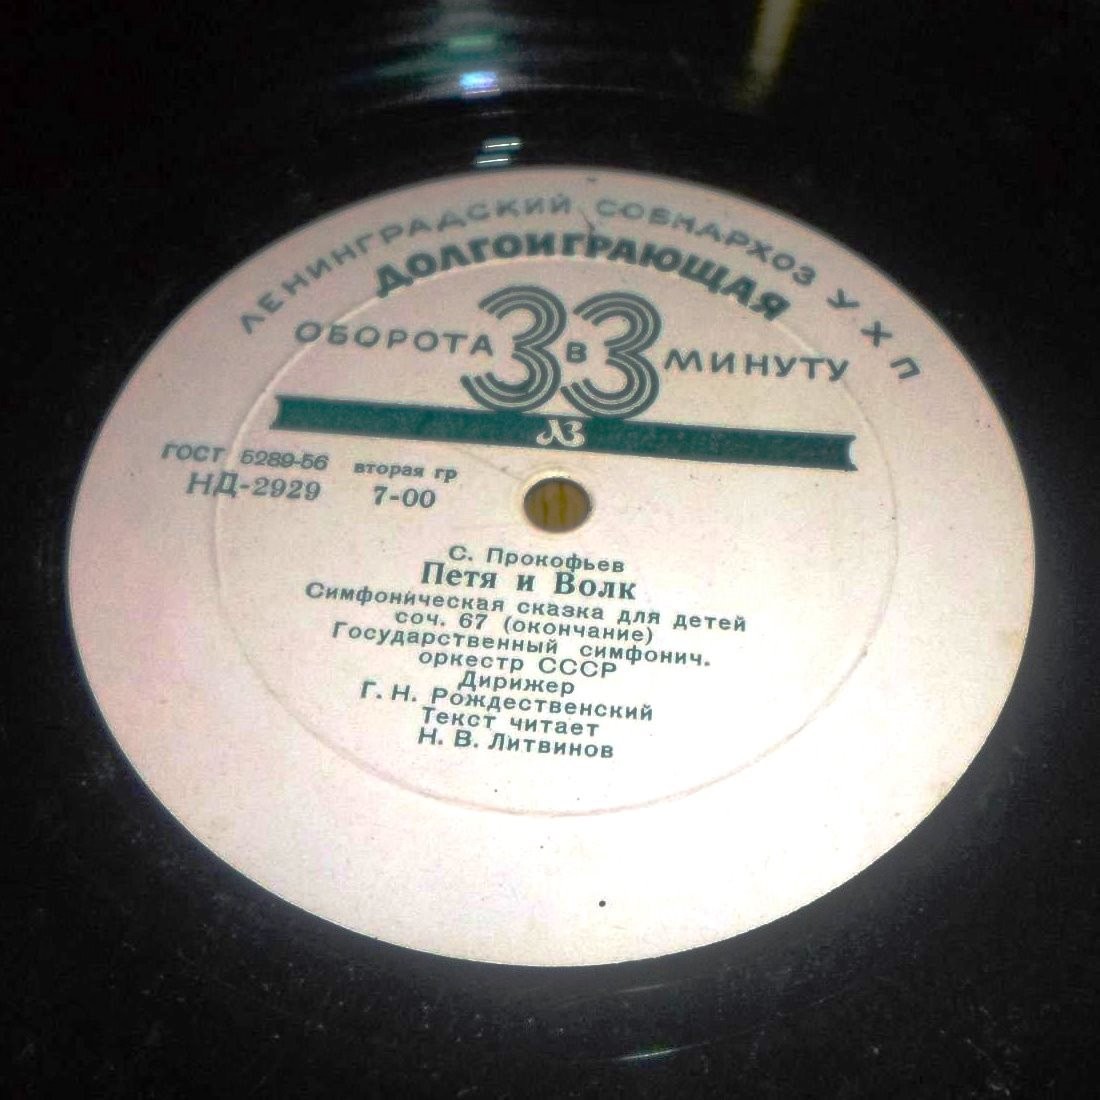 ЛЕНИНГРАДСКИЙ СОВНАРХОЗ УХП
ДОЛГОИГРАЮЩАЯ
ОБОРОТА 33 В МИНУТУ
ЛЗ
ГОСТ 5289-56 вторая гр
НД-2929 7-00
С. Прокофьев
Петя и Волк
Симфоническая сказка для детей
соч. 67 (окончание)
Государственный симфонич.
оркестр СССР
Дирижер
Г. Н. Рождественский
Текст читает
Н. В. Литвинов